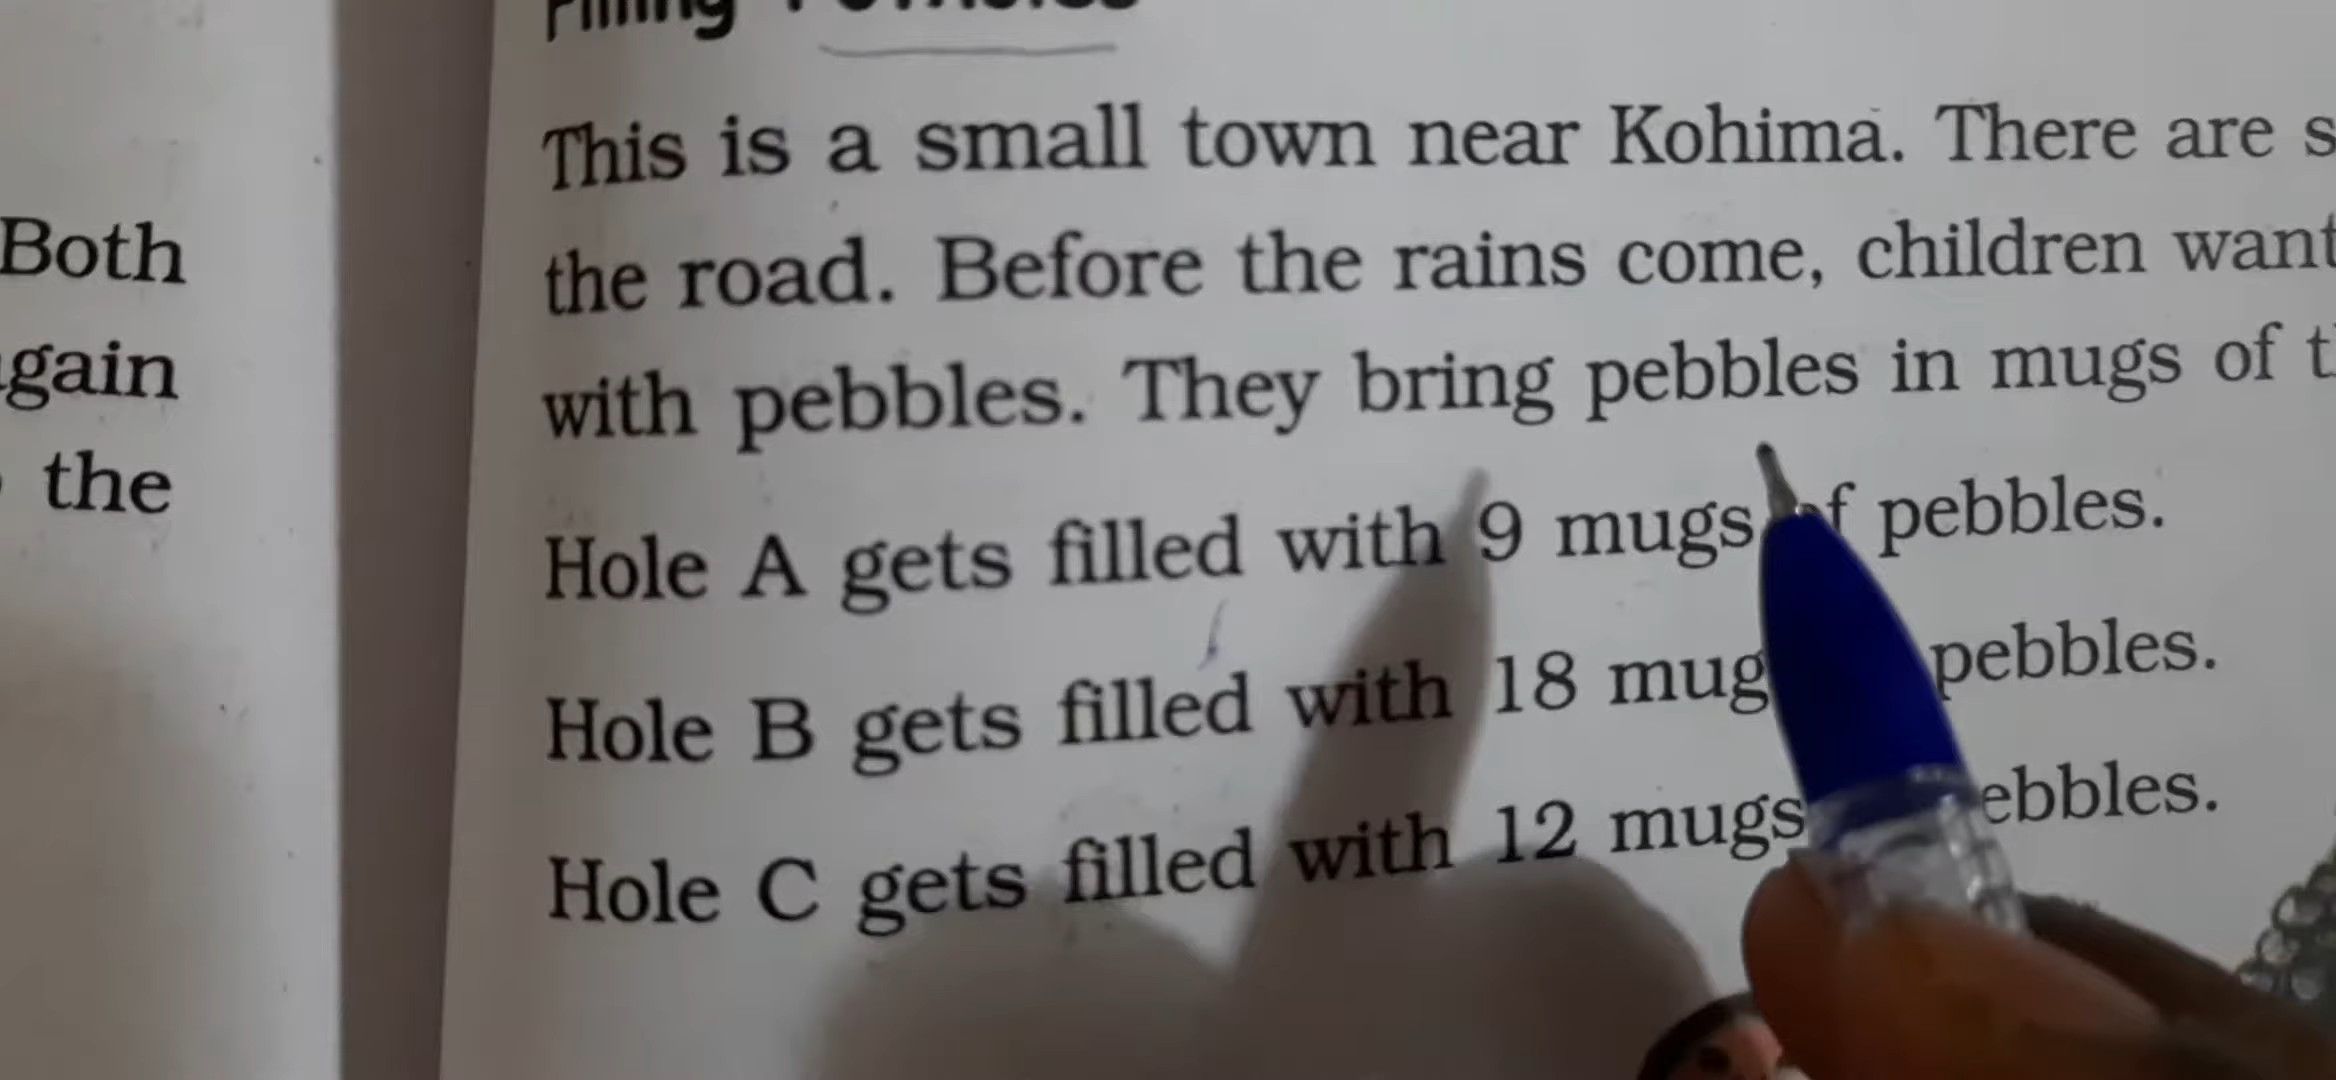 Both
gain
the
Filling Potholes
This is a small town near Kohima. There are s
the road. Before the rains come, children want
with pebbles. They bring pebbles in mugs of t
Hole A gets filled with 9 mugs of pebbles.
Hole B gets filled with 18 mug pebbles.
Hole C gets filled with 12 mugs ebbles.